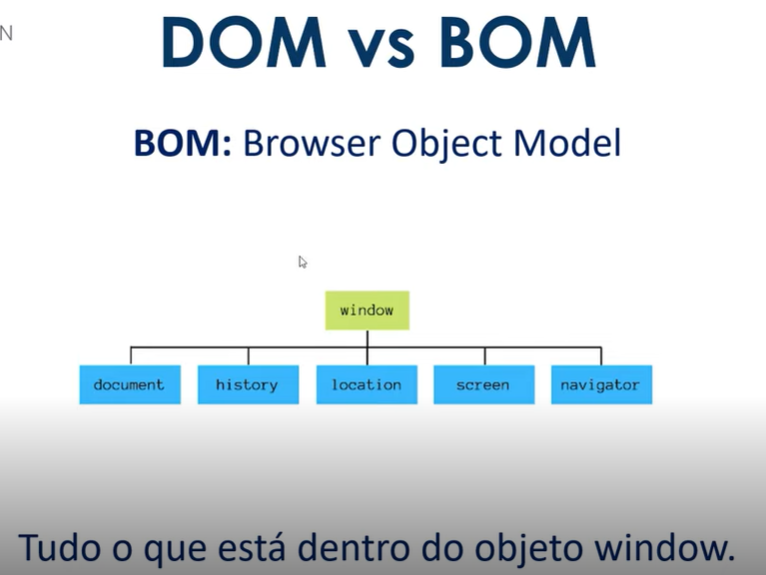 N
DOM vs BOM
BOM: Browser Object Model
window
document history location screen navigator
Tudo o que está dentro do objeto window.